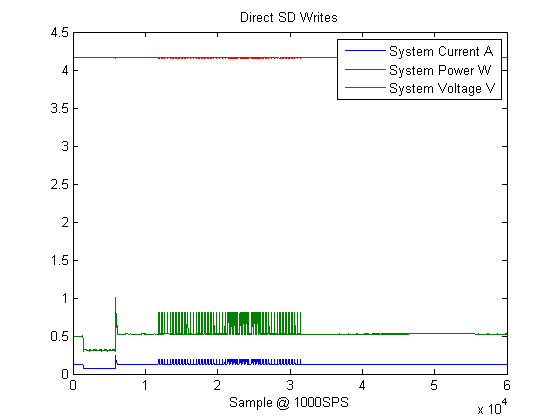 Direct SD Writes
4.5
4
3.5
3
2.5
2
1.5
1
0.5
0
System Current A
System Power W
System Voltage V
0 1 2 3 4 5 6
Sample @ 1000SPS
x 10^4